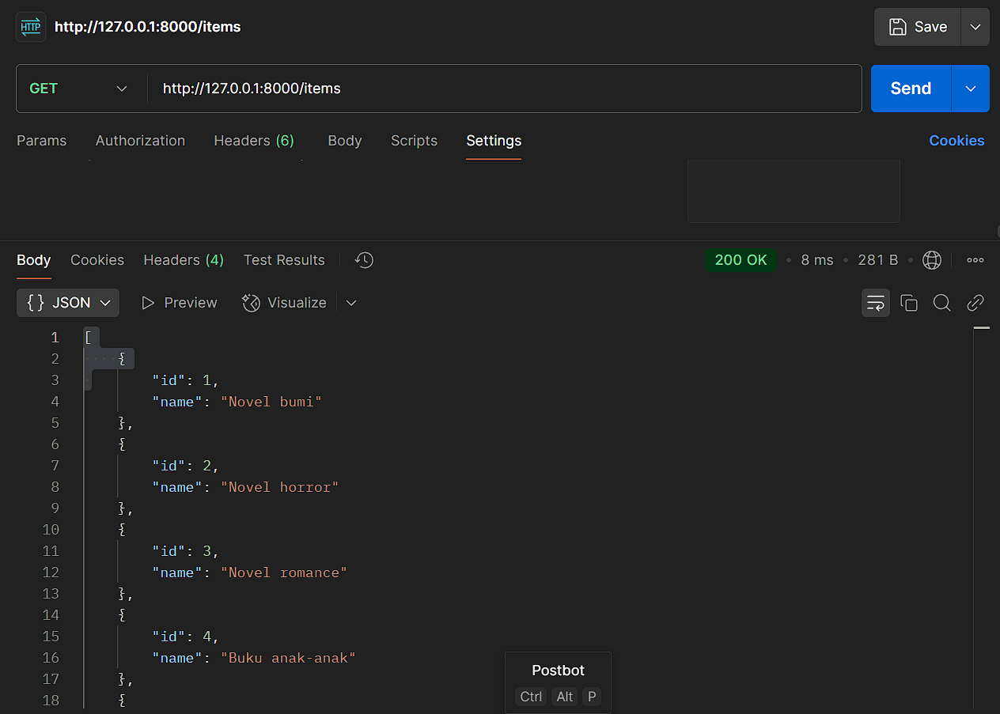 HTTP http://127.0.0.1:8000/items Save
GET http://127.0.0.1:8000/items Send
Params Authorization Headers (6) Body Scripts Settings Cookies
Body Cookies Headers (4) Test Results 200 OK • 8 ms • 281 B •
{} JSON Preview Visualize
1 [
2 {
3 "id": 1,
4 "name": "Novel bumi"
5 },
6 {
7 "id": 2,
8 "name": "Novel horror"
9 },
10 {
11 "id": 3,
12 "name": "Novel romance"
13 },
14 {
15 "id": 4,
16 "name": "Buku anak-anak"
17 },
18 {
Postbot
Ctrl Alt P